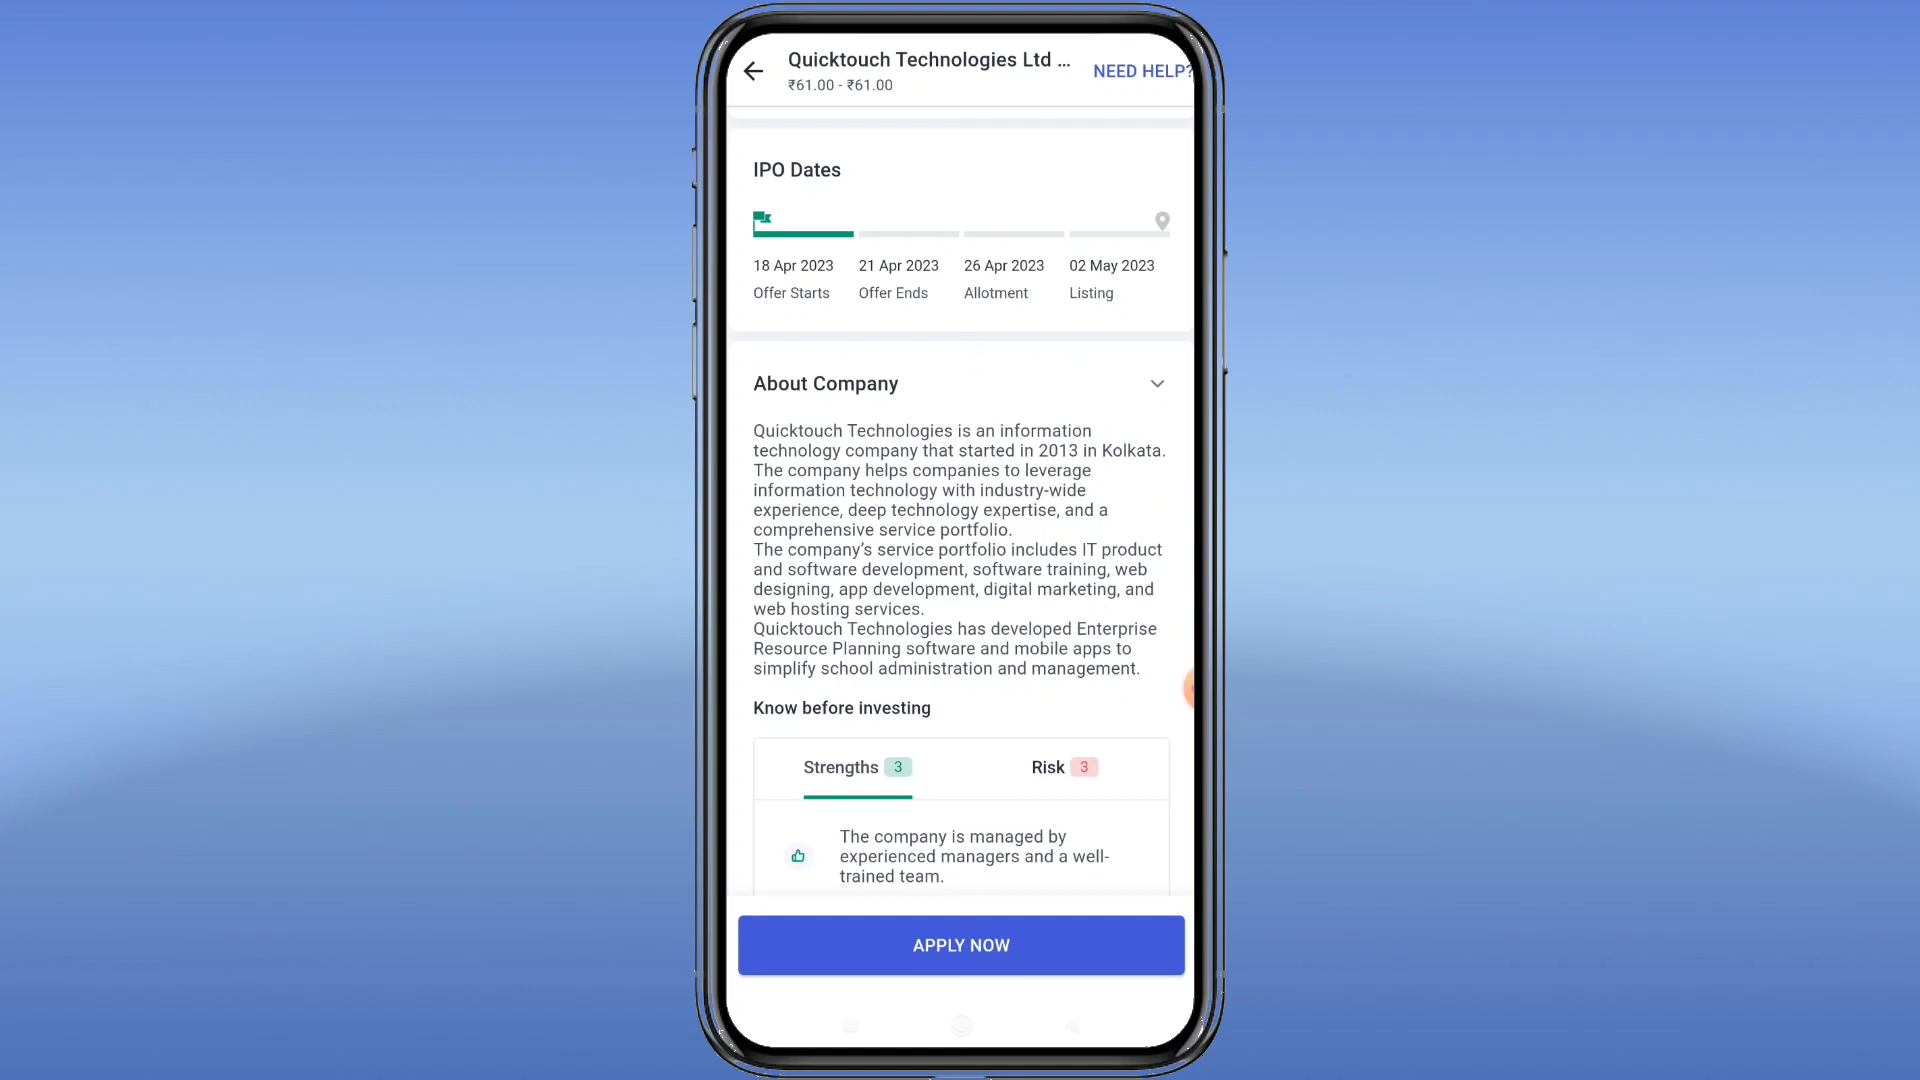 Quicktouch Technologies Ltd ...
₹61.00 - ₹61.00
NEED HELP?
IPO Dates
18 Apr 2023 21 Apr 2023 26 Apr 2023 02 May 2023
Offer Starts Offer Ends Allotment Listing
About Company
Quicktouch Technologies is an information
technology company that started in 2013 in Kolkata.
The company helps companies to leverage
information technology with industry-wide
experience, deep technology expertise, and a
comprehensive service portfolio.
The company’s service portfolio includes IT product
and software development, software training, web
designing, app development, digital marketing, and
web hosting services.
Quicktouch Technologies has developed Enterprise
Resource Planning software and mobile apps to
simplify school administration and management.
Know before investing
Strengths 3 Risk 3
The company is managed by
experienced managers and a well-
trained team.
APPLY NOW